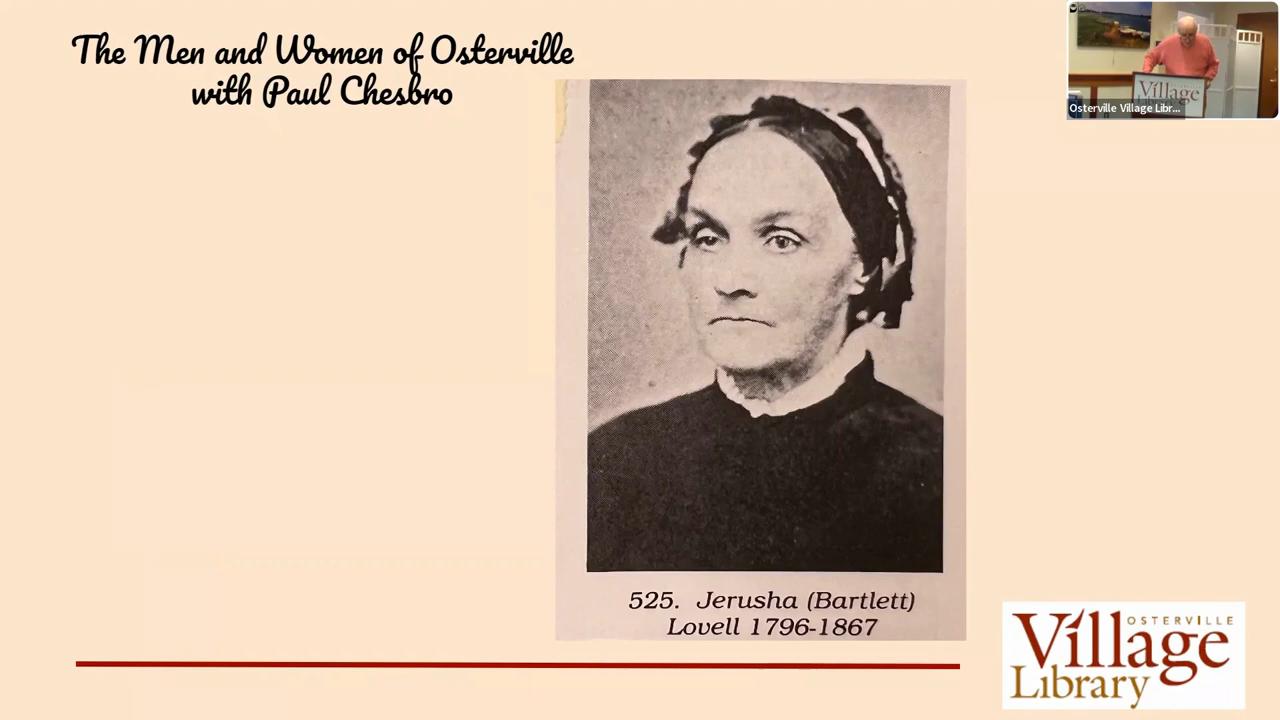 The Men and Women of Osterville
with Paul Chesbro
Village
Osterville Village Libr...
525. Jerusha (Bartlett)
Lovell 1796-1867
OSTERVILLE
Village
Library